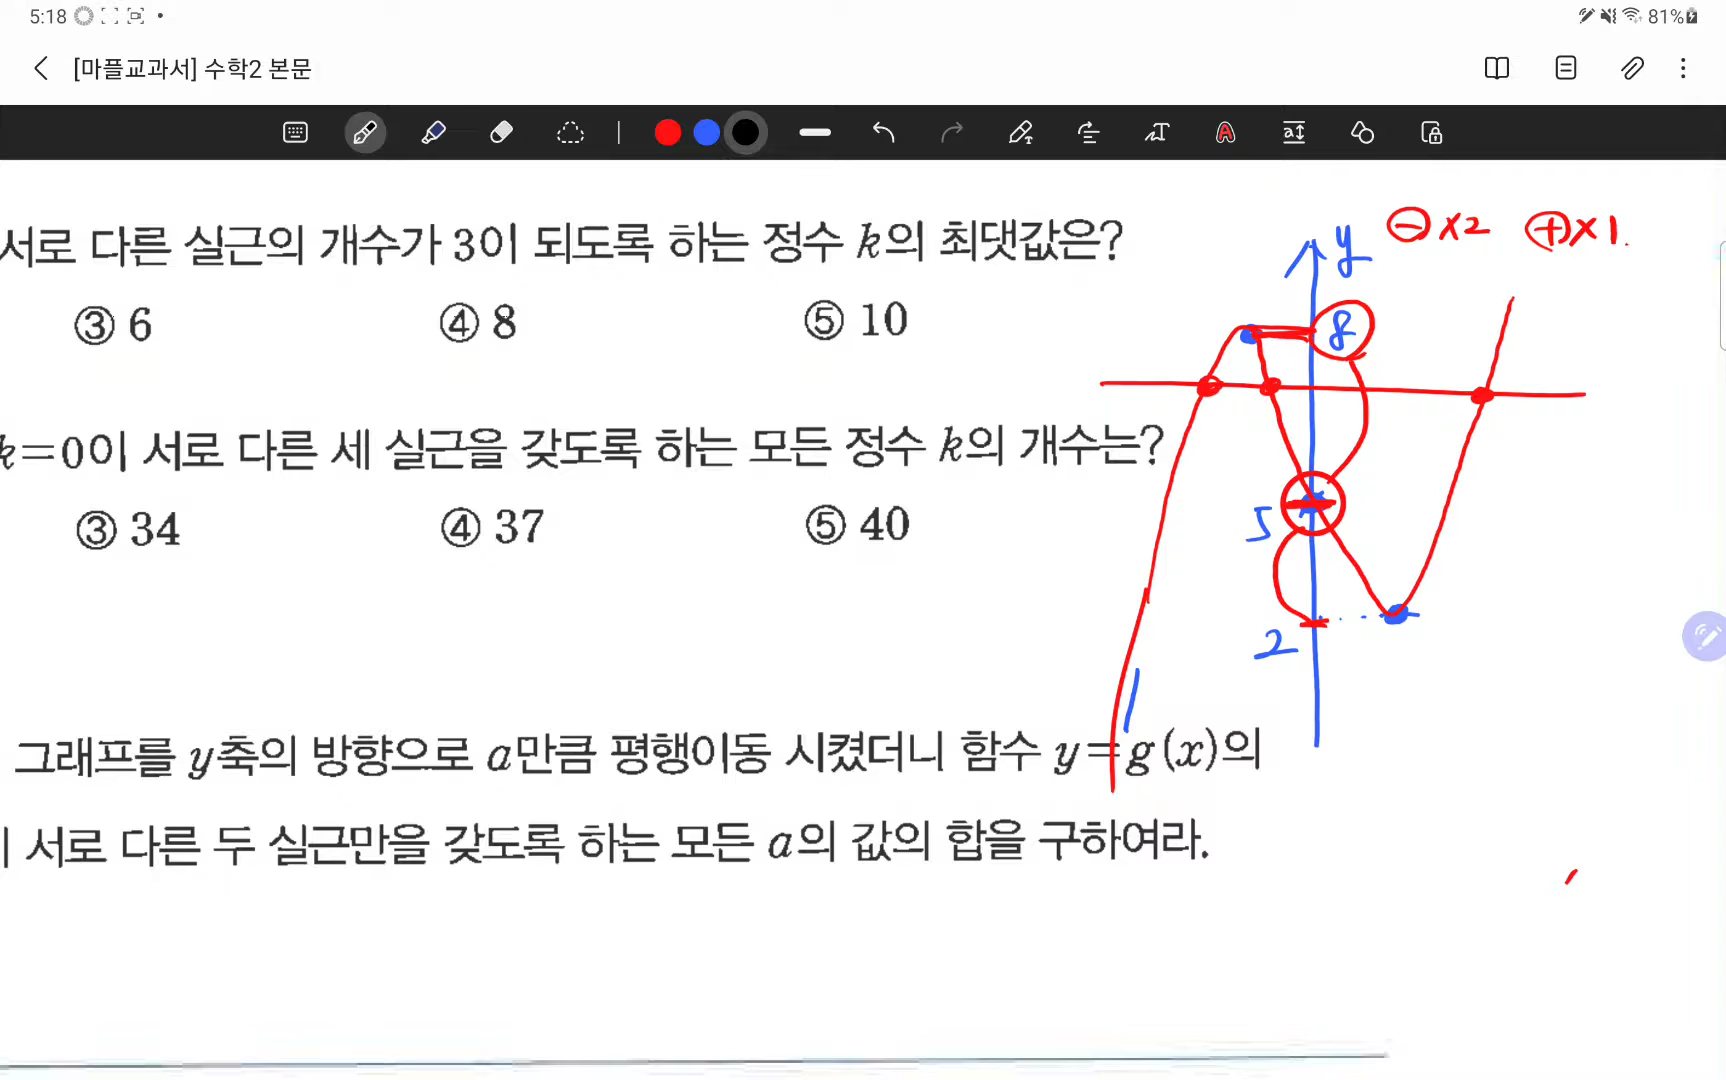 5:18
81%
[마플교과서] 수학2 본문
서로 다른 실근의 개수가 3이 되도록 하는 정수 k의 최댓값은?
③ 6 ④ 8 ⑤ 10
k=0이 서로 다른 세 실근을 갖도록 하는 모든 정수 k의 개수는?
③ 34 ④ 37 ⑤ 40
그래프를 y축의 방향으로 a만큼 평행이동 시켰더니 함수 y=g(x)의
서로 다른 두 실근만을 갖도록 하는 모든 a의 값의 합을 구하여라.
y
⊖×2 ⊕×1.
8
5
2